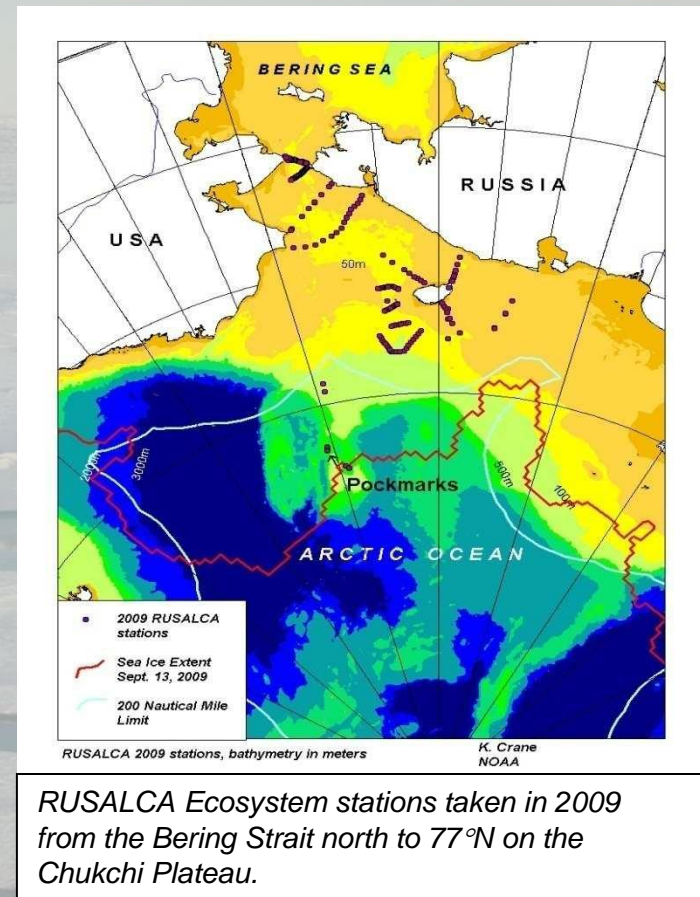 BERING SEA
RUSSIA
USA
50m
2000m
3000m
Pockmarks
500m
100m
ARCTIC OCEAN
2009 RUSALCA
stations
Sea Ice Extent
Sept. 13, 2009
200 Nautical Mile
Limit
RUSALCA 2009 stations, bathymetry in meters
K. Crane
NOAA
RUSALCA Ecosystem stations taken in 2009
from the Bering Strait north to 77°N on the
Chukchi Plateau.